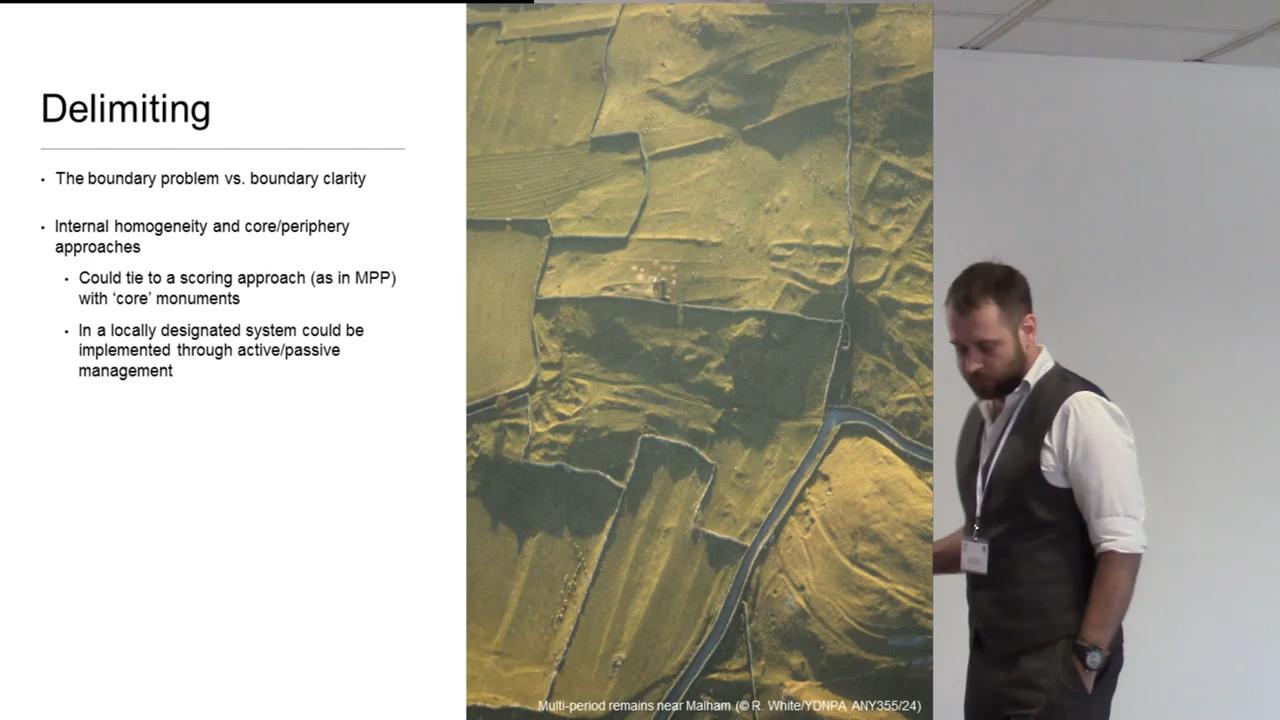 Delimiting
• The boundary problem vs. boundary clarity
• Internal homogeneity and core/periphery
approaches
• Could tie to a scoring approach (as in MPP)
with ‘core’ monuments
• In a locally designated system could be
implemented through active/passive
management
Multi-period remains near Malham (© R. White/YDNPA ANY355/24)